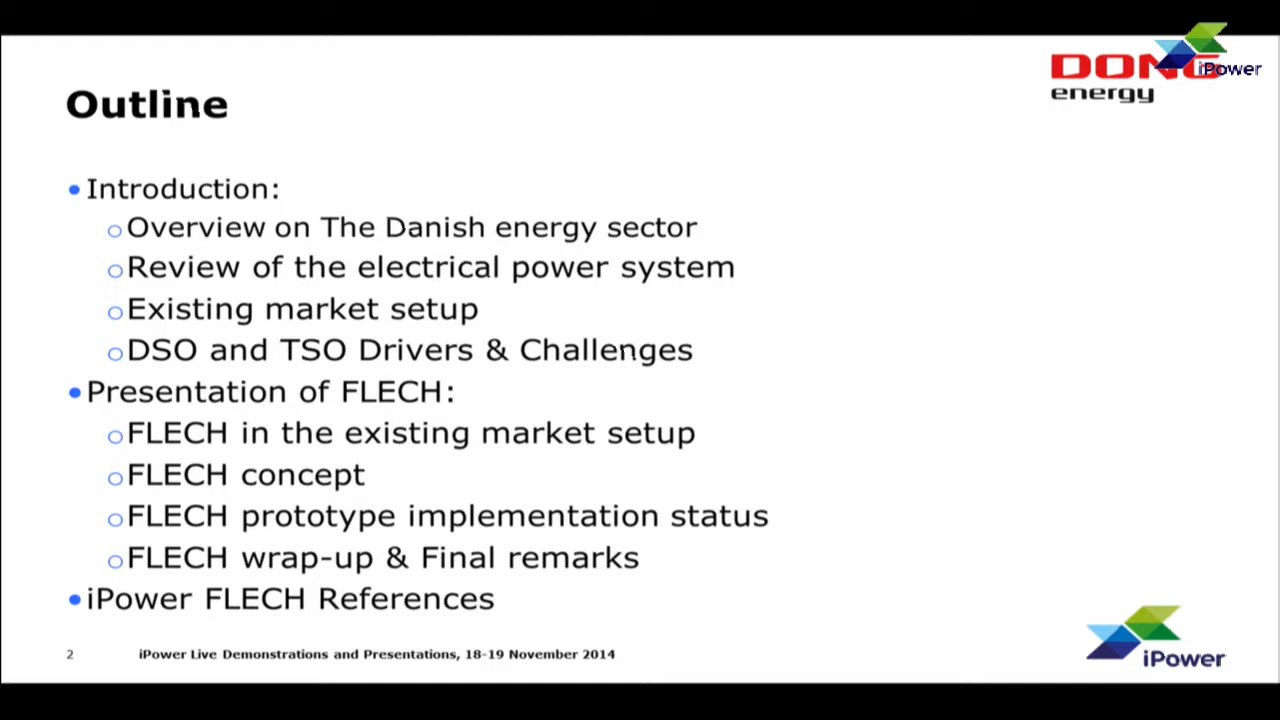 DONG
energy
iPower
Outline
• Introduction:
o Overview on The Danish energy sector
o Review of the electrical power system
o Existing market setup
o DSO and TSO Drivers & Challenges
• Presentation of FLECH:
o FLECH in the existing market setup
o FLECH concept
o FLECH prototype implementation status
o FLECH wrap-up & Final remarks
• iPower FLECH References
2 iPower Live Demonstrations and Presentations, 18-19 November 2014
iPower